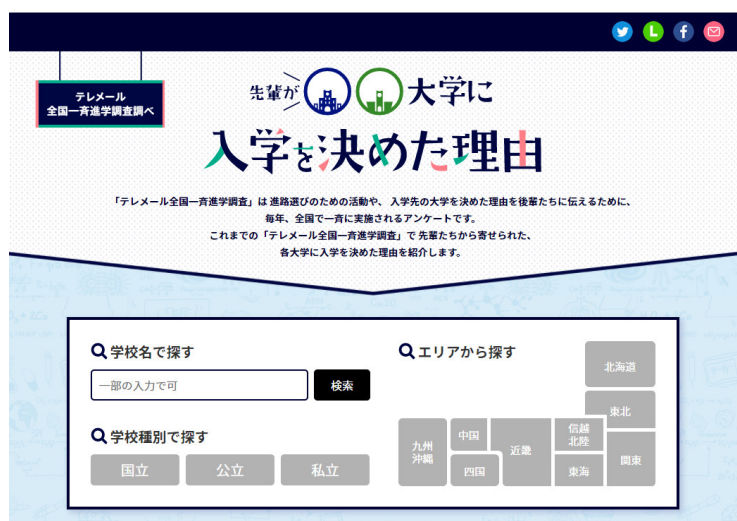 テレメール
全国一斉進学調査調べ
先輩が〇〇大学に
入学を決めた理由
「テレメール全国一斉進学調査」は 進路選びのための活動や、 入学先の大学を決めた理由を後輩たちに伝えるために、
毎年、全国で一斉に実施されるアンケートです。
これまでの「テレメール全国一斉進学調査」で 先輩たちから寄せられた、
各大学に入学を決めた理由を紹介します。
学校名で探す
一部の入力で可
検索
学校種別で探す
国立
公立
私立
エリアから探す
北海道
東北
関東
信越
北陸
東海
近畿
中国
四国
九州
沖縄